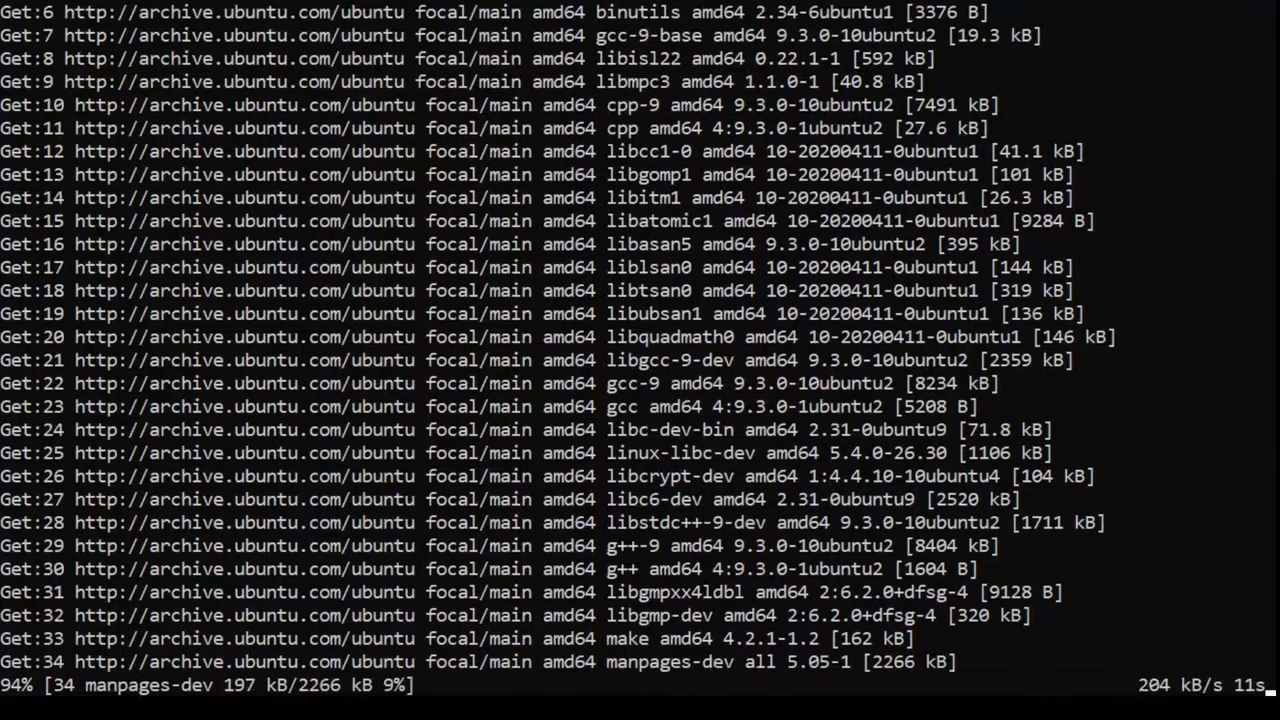 Get:6 http://archive.ubuntu.com/ubuntu focal/main amd64 binutils amd64 2.34-6ubuntu1 [3376 B]
Get:7 http://archive.ubuntu.com/ubuntu focal/main amd64 gcc-9-base amd64 9.3.0-10ubuntu2 [19.3 kB]
Get:8 http://archive.ubuntu.com/ubuntu focal/main amd64 libisl22 amd64 0.22.1-1 [592 kB]
Get:9 http://archive.ubuntu.com/ubuntu focal/main amd64 libmpc3 amd64 1.1.0-1 [40.8 kB]
Get:10 http://archive.ubuntu.com/ubuntu focal/main amd64 cpp-9 amd64 9.3.0-10ubuntu2 [7491 kB]
Get:11 http://archive.ubuntu.com/ubuntu focal/main amd64 cpp amd64 4:9.3.0-1ubuntu2 [27.6 kB]
Get:12 http://archive.ubuntu.com/ubuntu focal/main amd64 libcc1-0 amd64 10-20200411-0ubuntu1 [41.1 kB]
Get:13 http://archive.ubuntu.com/ubuntu focal/main amd64 libgomp1 amd64 10-20200411-0ubuntu1 [101 kB]
Get:14 http://archive.ubuntu.com/ubuntu focal/main amd64 libitm1 amd64 10-20200411-0ubuntu1 [26.3 kB]
Get:15 http://archive.ubuntu.com/ubuntu focal/main amd64 libatomic1 amd64 10-20200411-0ubuntu1 [9284 B]
Get:16 http://archive.ubuntu.com/ubuntu focal/main amd64 libasan5 amd64 9.3.0-10ubuntu2 [395 kB]
Get:17 http://archive.ubuntu.com/ubuntu focal/main amd64 liblsan0 amd64 10-20200411-0ubuntu1 [144 kB]
Get:18 http://archive.ubuntu.com/ubuntu focal/main amd64 libtsan0 amd64 10-20200411-0ubuntu1 [319 kB]
Get:19 http://archive.ubuntu.com/ubuntu focal/main amd64 libubsan1 amd64 10-20200411-0ubuntu1 [136 kB]
Get:20 http://archive.ubuntu.com/ubuntu focal/main amd64 libquadmath0 amd64 10-20200411-0ubuntu1 [146 kB]
Get:21 http://archive.ubuntu.com/ubuntu focal/main amd64 libgcc-9-dev amd64 9.3.0-10ubuntu2 [2359 kB]
Get:22 http://archive.ubuntu.com/ubuntu focal/main amd64 gcc-9 amd64 9.3.0-10ubuntu2 [8234 kB]
Get:23 http://archive.ubuntu.com/ubuntu focal/main amd64 gcc amd64 4:9.3.0-1ubuntu2 [5208 B]
Get:24 http://archive.ubuntu.com/ubuntu focal/main amd64 libc-dev-bin amd64 2.31-0ubuntu9 [71.8 kB]
Get:25 http://archive.ubuntu.com/ubuntu focal/main amd64 linux-libc-dev amd64 5.4.0-26.30 [1106 kB]
Get:26 http://archive.ubuntu.com/ubuntu focal/main amd64 libcrypt-dev amd64 1:4.4.10-10ubuntu4 [104 kB]
Get:27 http://archive.ubuntu.com/ubuntu focal/main amd64 libc6-dev amd64 2.31-0ubuntu9 [2520 kB]
Get:28 http://archive.ubuntu.com/ubuntu focal/main amd64 libstdc++-9-dev amd64 9.3.0-10ubuntu2 [1711 kB]
Get:29 http://archive.ubuntu.com/ubuntu focal/main amd64 g++-9 amd64 9.3.0-10ubuntu2 [8404 kB]
Get:30 http://archive.ubuntu.com/ubuntu focal/main amd64 g++ amd64 4:9.3.0-1ubuntu2 [1604 B]
Get:31 http://archive.ubuntu.com/ubuntu focal/main amd64 libgmpxx4ldbl amd64 2:6.2.0+dfsg-4 [9128 B]
Get:32 http://archive.ubuntu.com/ubuntu focal/main amd64 libgmp-dev amd64 2:6.2.0+dfsg-4 [320 kB]
Get:33 http://archive.ubuntu.com/ubuntu focal/main amd64 make amd64 4.2.1-1.2 [162 kB]
Get:34 http://archive.ubuntu.com/ubuntu focal/main amd64 manpages-dev all 5.05-1 [2266 kB]
94% [34 manpages-dev 197 kB/2266 kB 9%] 204 kB/s 11s